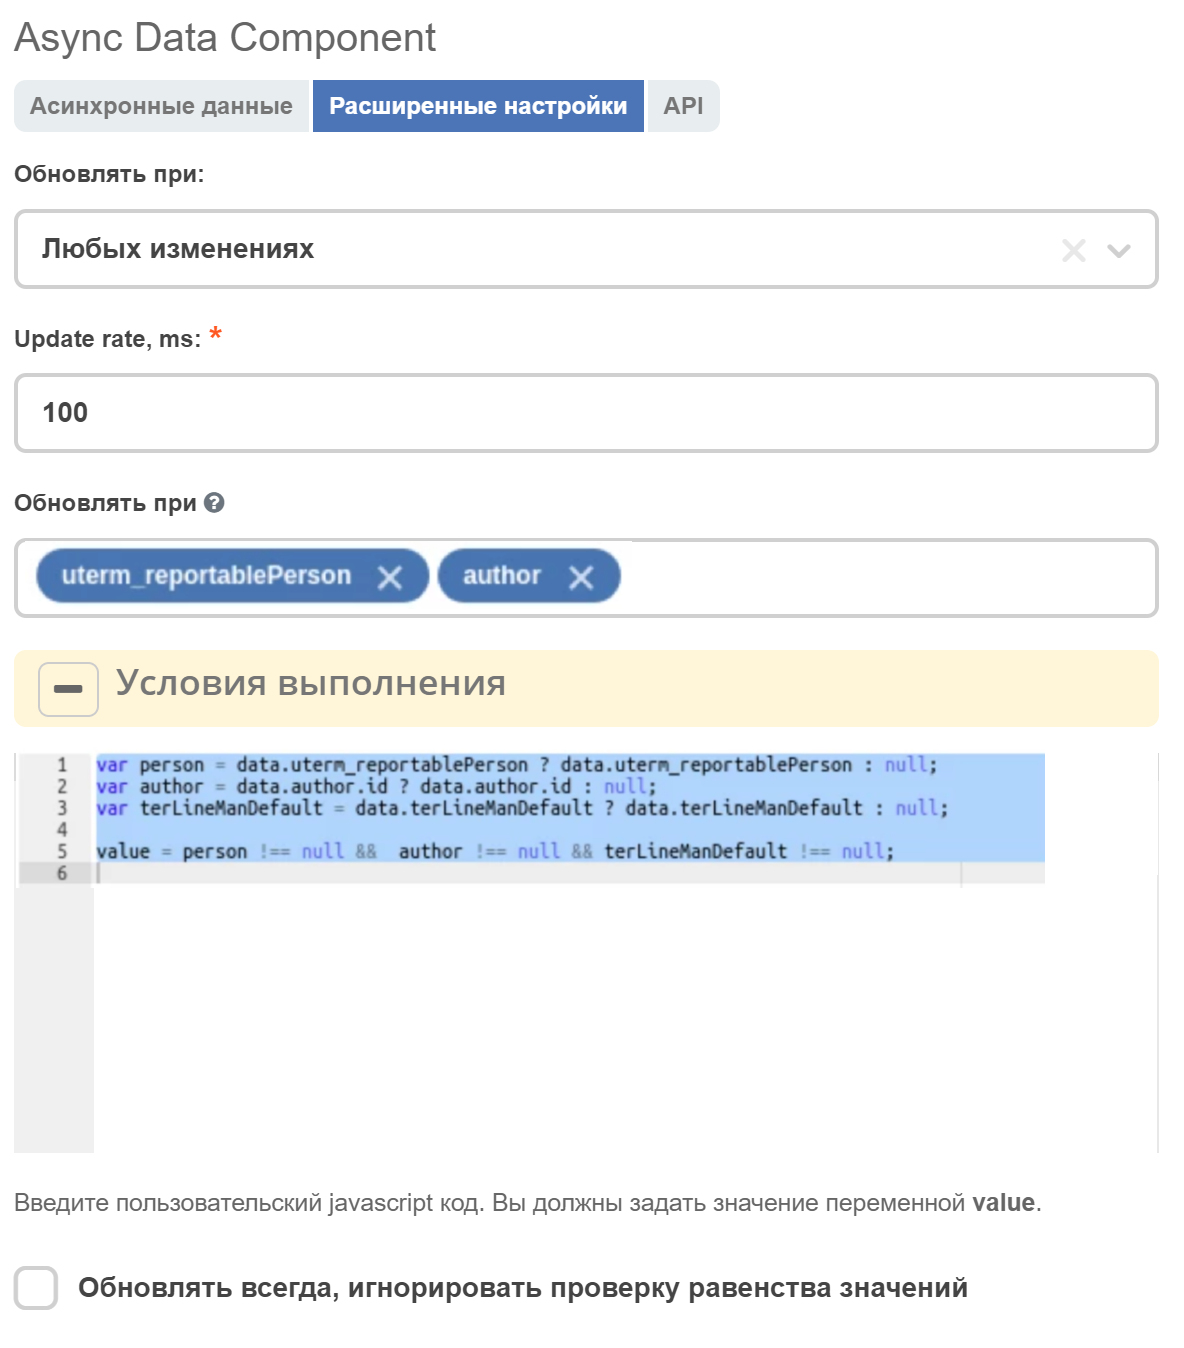 Async Data Component
Асинхронные данные Расширенные настройки API
Обновлять при:
Любых изменениях
Update rate, ms: *
100
Обновлять при ?
uterm_reportablePerson author
Условия выполнения
1 var person = data.uterm_reportablePerson ? data.uterm_reportablePerson : null;
2 var author = data.author.id ? data.author.id : null;
3 var terLineManDefault = data.terLineManDefault ? data.terLineManDefault : null;
4
5 value = person !== null &&  author !== null && terLineManDefault !== null;
6
Введите пользовательский javascript код. Вы должны задать значение переменной value.
Обновлять всегда, игнорировать проверку равенства значений